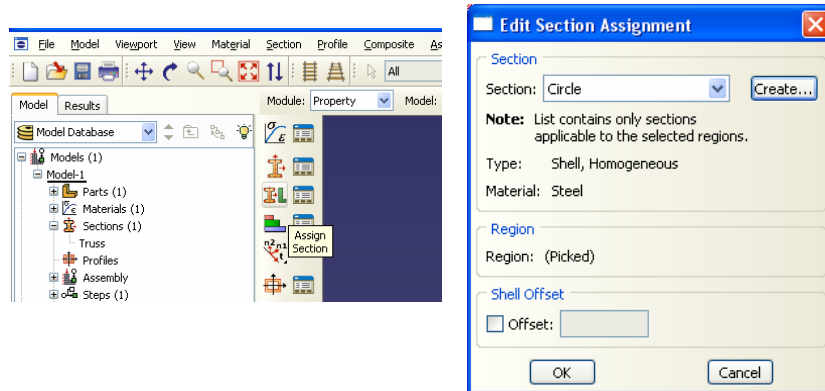 File Model Viewport View Material Section Profile Composite As
All
Model Results
Module: Property Model:
Model Database
Models (1)
Model-1
Parts (1)
Materials (1)
Sections (1)
Truss
Profiles
Assembly
Steps (1)
Assign
Section
Edit Section Assignment
Section
Section: Circle Create...
Note: List contains only sections
applicable to the selected regions.
Type: Shell, Homogeneous
Material: Steel
Region
Region: (Picked)
Shell Offset
Offset:
OK Cancel